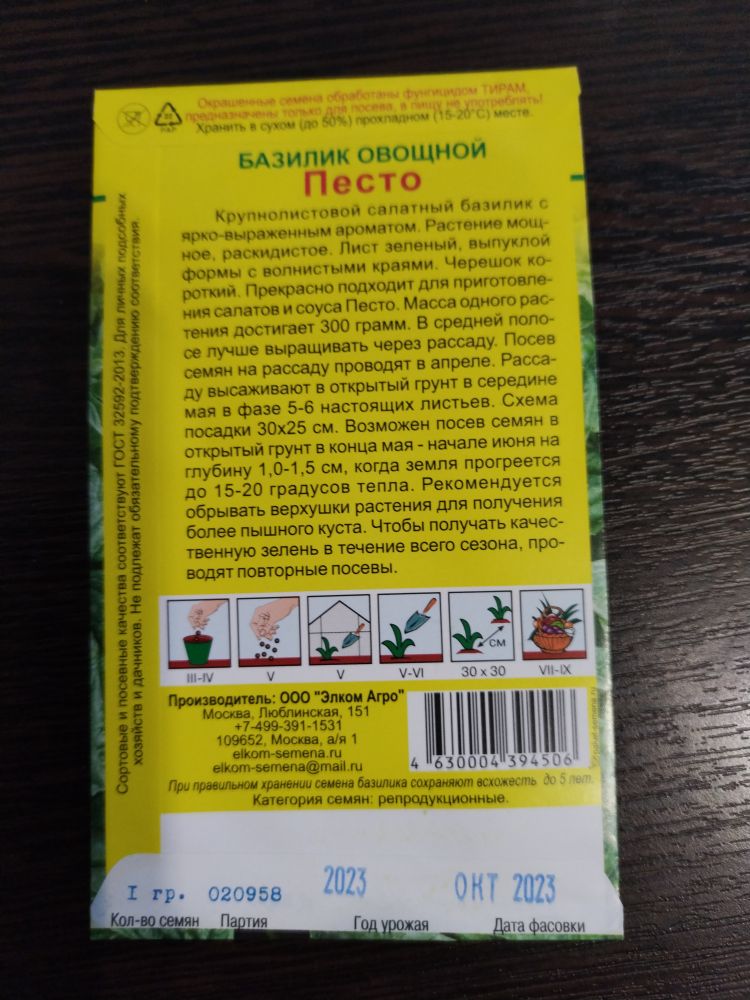 Окрашенные семена обработаны фунгицидом ТИРАМ,
предназначены только для посева, в пищу не употреблять!
Хранить в сухом (до 50%) прохладном (15-20°С) месте.
PAP
БАЗИЛИК ОВОЩНОЙ
Песто
Крупнолистовой салатный базилик с
ярко-выраженным ароматом. Растение мощ-
ное, раскидистое. Лист зеленый, выпуклой
формы с волнистыми краями. Черешок ко-
роткий. Прекрасно подходит для приготовле-
ния салатов и соуса Песто. Масса одного рас-
тения достигает 300 грамм. В средней поло-
се лучше выращивать через рассаду. Посев
семян на рассаду проводят в апреле. Расса-
ду высаживают в открытый грунт в середине
мая в фазе 5-6 настоящих листьев. Схема
посадки 30х25 см. Возможен посев семян в
открытый грунт в конца мая - начале июня на
глубину 1,0-1,5 см, когда земля прогреется
до 15-20 градусов тепла. Рекомендуется
обрывать верхушки растения для получения
более пышного куста. Чтобы получать качес-
твенную зелень в течение всего сезона, про-
водят повторные посевы.
Сортовые и посевные качества соответствуют ГОСТ 32592-2013. Для личных подсобных
хозяйств и дачников. Не подлежат обязательному подтверждению соответствия.
см
III-IV V V V-VI 30 х 30 VII-IX
Производитель: ООО "Элком Агро"
Москва, Люблинская, 151
+7-499-391-1531
109652, Москва, а/я 1
elkom-semena.ru
elkom-semena@mail.ru
4 630004 394506
При правильном хранении семена базилика сохраняют всхожесть до 5 лет.
Категория семян: репродукционные.
1 гр. 020958 2023 ОКТ 2023
Кол-во семян Партия Год урожая Дата фасовки